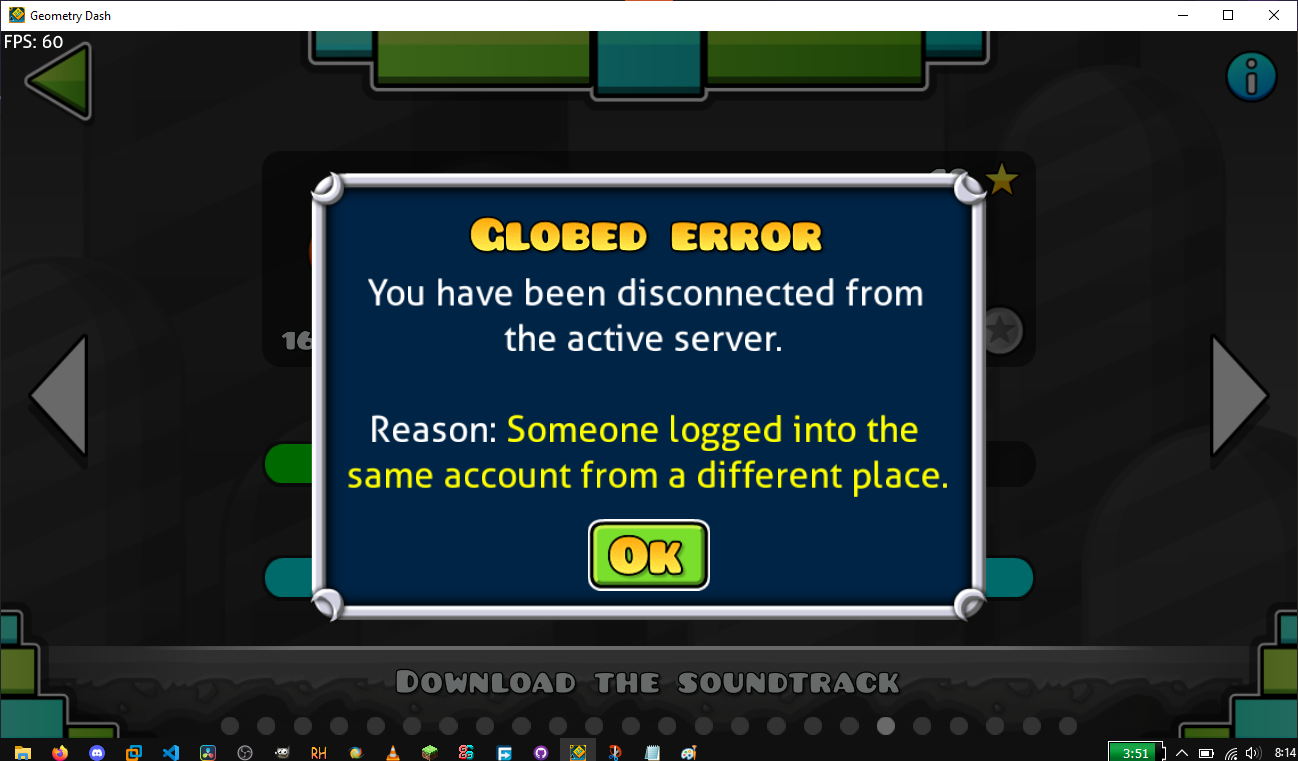 Geometry Dash
FPS: 60
Globed error
You have been disconnected from
the active server.
Reason: Someone logged into the
same account from a different place.
Ok
Download the soundtrack
RH
3:51
8:14